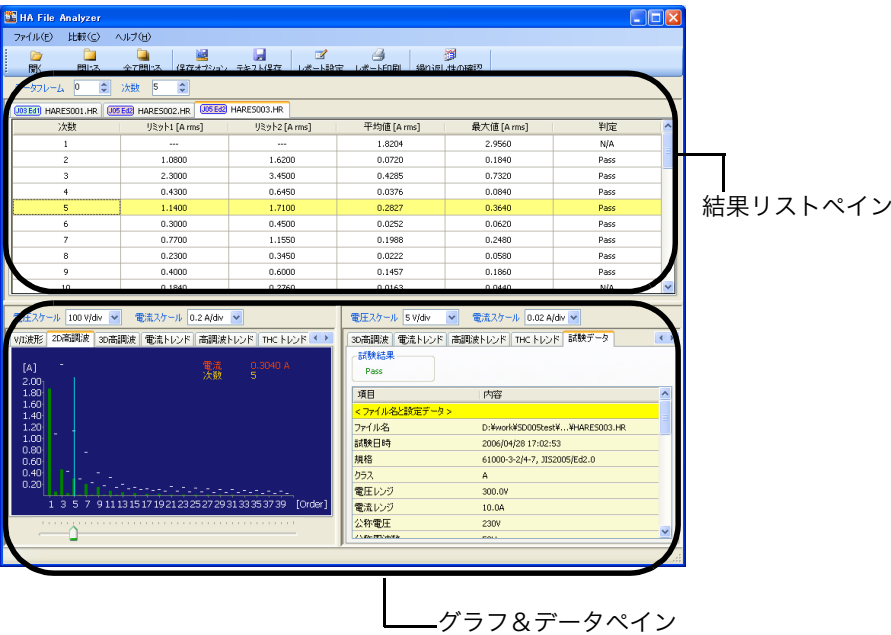 HA File Analyzer
ファイル(F) 比較(C) ヘルプ(H)
開く 閉じる 全て閉じる 保存オプション テキスト保存 レポート設定 レポート印刷 繰り返し性の確認
データフレーム 0 次数 5
J03 Ed1 HARES001.HR J05 Ed2 HARES002.HR J05 Ed2 HARES003.HR
次数 リミット1 [A rms] リミット2 [A rms] 平均値 [A rms] 最大値 [A rms] 判定
1 --- --- 1.8204 2.9560 N/A
2 1.0800 1.6200 0.0720 0.1840 Pass
3 2.3000 3.4500 0.4285 0.7320 Pass
4 0.4300 0.6450 0.0376 0.0840 Pass
5 1.1400 1.7100 0.2827 0.3640 Pass
6 0.3000 0.4500 0.0252 0.0620 Pass
7 0.7700 1.1550 0.1988 0.2480 Pass
8 0.2300 0.3450 0.0222 0.0580 Pass
9 0.4000 0.6000 0.1457 0.1860 Pass
10 0.1840 0.2760 0.0163 0.0440 N/A
結果リストペイン
電圧スケール 100 V/div 電流スケール 0.2 A/div
V/I波形 2D高調波 3D高調波 電流トレンド 高調波トレンド THC トレンド
[A]
電流 0.3040 A
次数 5
2.00
1.80
1.60
1.40
1.20
1.00
0.80
0.60
0.40
0.20
1 3 5 7 9 11 13 15 17 19 21 23 25 27 29 31 33 35 37 39 [Order]
電圧スケール 5 V/div 電流スケール 0.02 A/div
3D高調波 電流トレンド 高調波トレンド THC トレンド 試験データ
試験結果
Pass
項目 内容
< ファイル名と設定データ >
ファイル名 D:¥work¥SD005test¥...¥HARES003.HR
試験日時 2006/04/28 17:02:53
規格 61000-3-2/4-7, JIS2005/Ed2.0
クラス A
電圧レンジ 300.0V
電流レンジ 10.0A
公称電圧 230V
グラフ＆データペイン